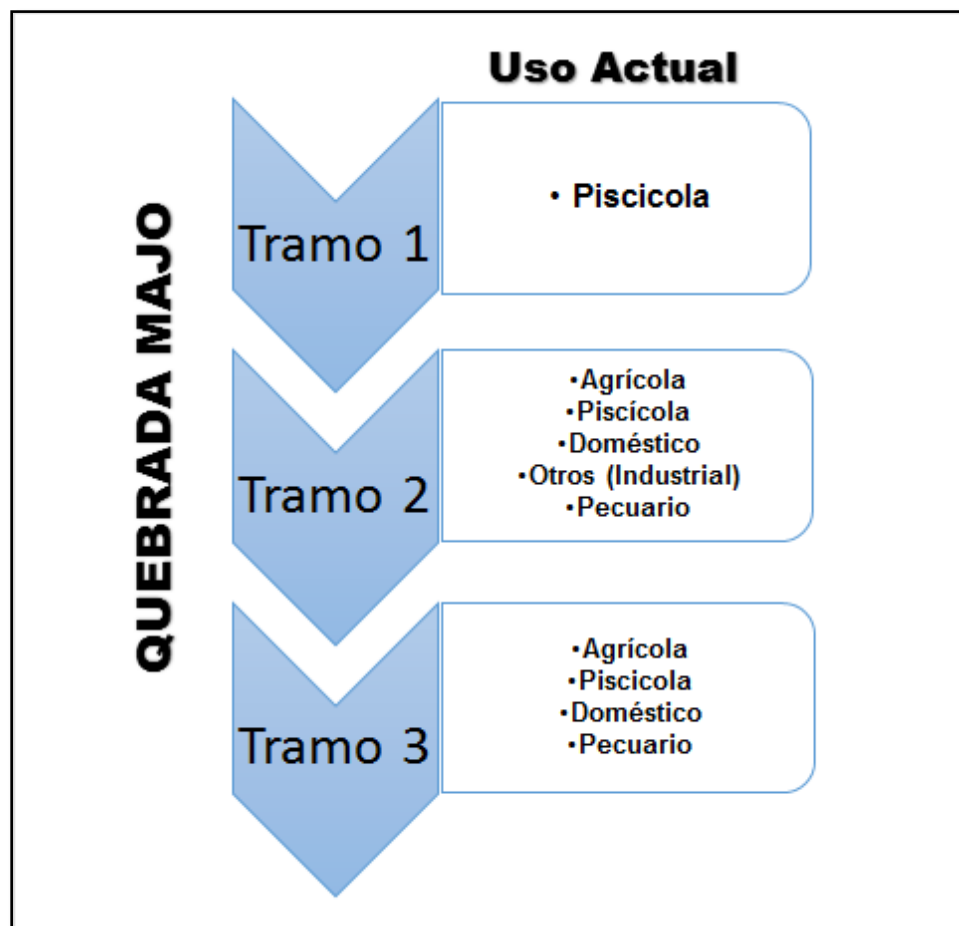 Uso Actual
QUEBRADA MAJO
Tramo 1
• Piscicola
Tramo 2
•Agrícola
•Piscícola
•Doméstico
•Otros (Industrial)
•Pecuario
Tramo 3
•Agrícola
•Piscicola
•Doméstico
•Pecuario